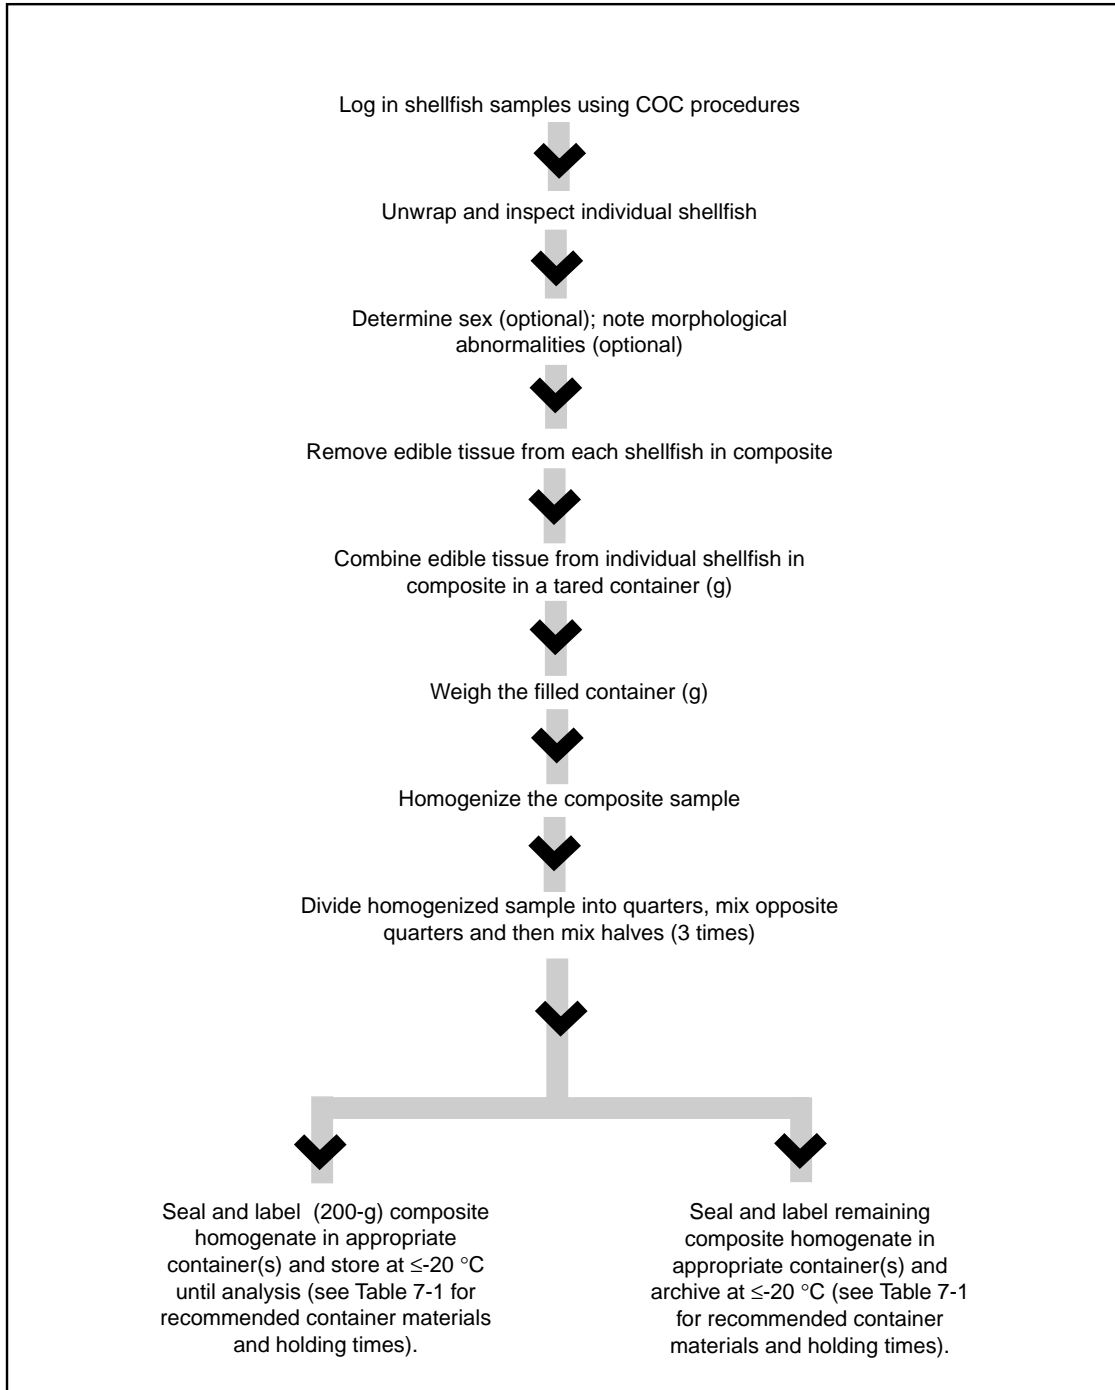 Log in shellfish samples using COC procedures
Unwrap and inspect individual shellfish
Determine sex (optional); note morphological
abnormalities (optional)
Remove edible tissue from each shellfish in composite
Combine edible tissue from individual shellfish in
composite in a tared container (g)
Weigh the filled container (g)
Homogenize the composite sample
Divide homogenized sample into quarters, mix opposite
quarters and then mix halves (3 times)
Seal and label (200-g) composite
homogenate in appropriate
container(s) and store at ≤-20 °C
until analysis (see Table 7-1 for
recommended container materials
and holding times).
Seal and label remaining
composite homogenate in
appropriate container(s) and
archive at ≤-20 °C (see Table 7-1
for recommended container
materials and holding times).